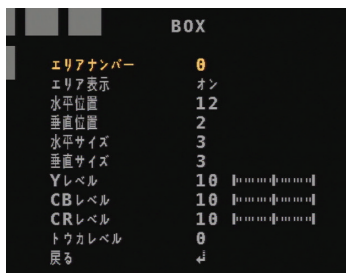 BOX
エリアナンバー 0
エリア表示 オン
水平位置 12
垂直位置 2
水平サイズ 3
垂直サイズ 3
Yレベル 10
CBレベル 10
CRレベル 10
トウカレベル 0
戻る ↲